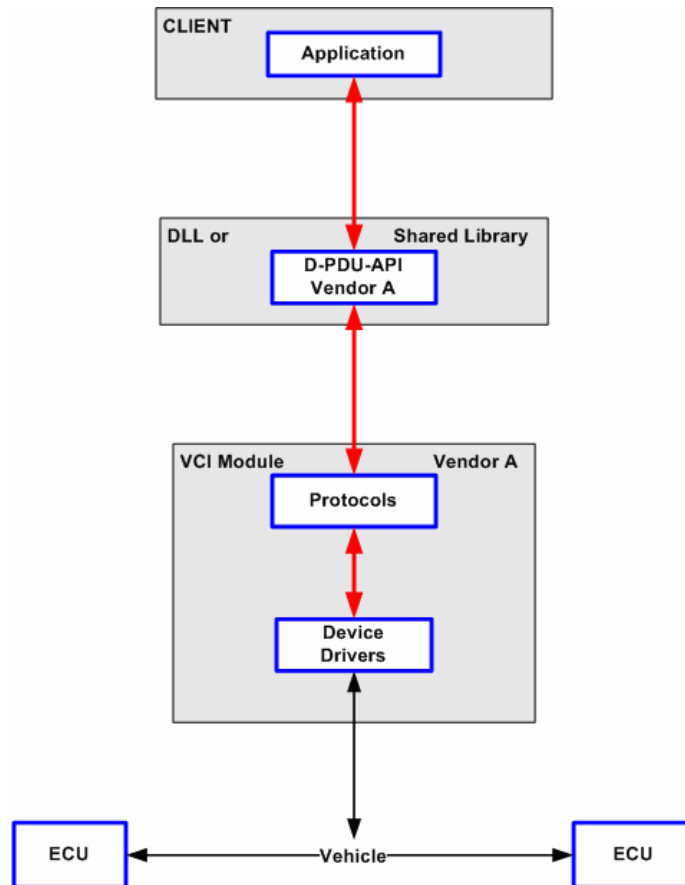 CLIENT
Application
DLL or Shared Library
D-PDU-API
Vendor A
VCI Module Vendor A
Protocols
Device
Drivers
ECU Vehicle ECU